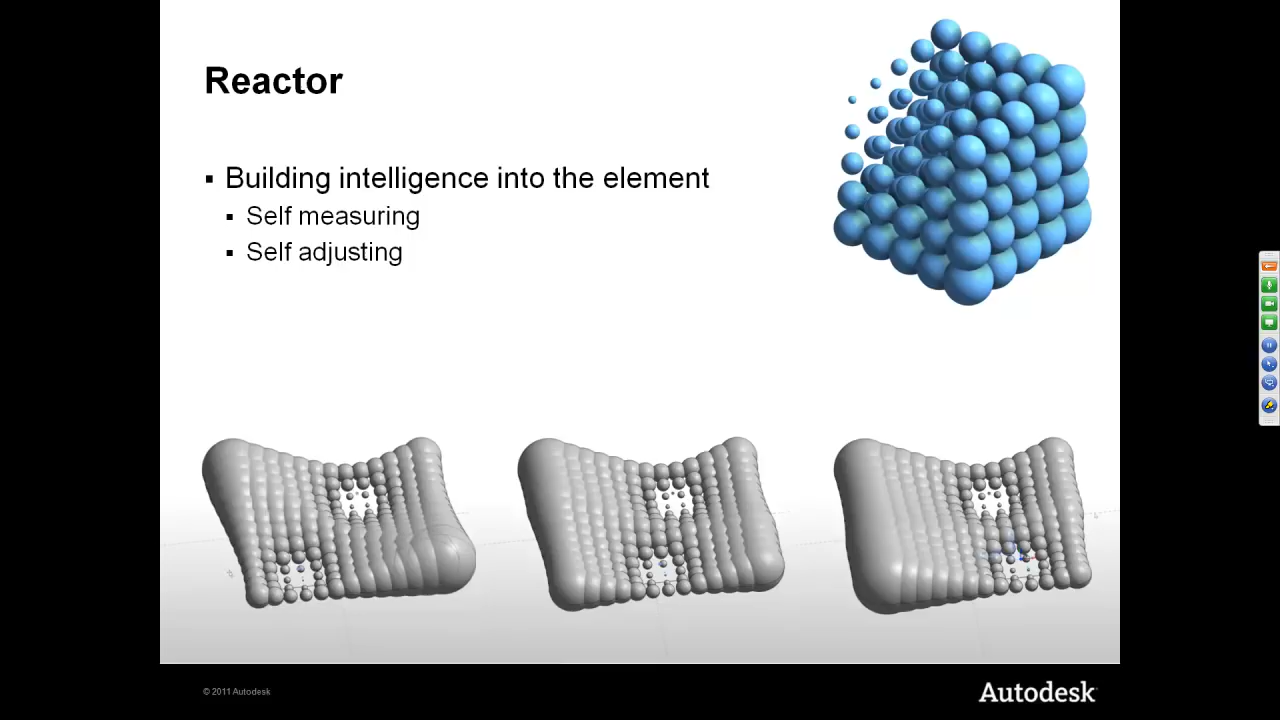 Reactor
▪ Building intelligence into the element
▪ Self measuring
▪ Self adjusting
© 2011 Autodesk
Autodesk